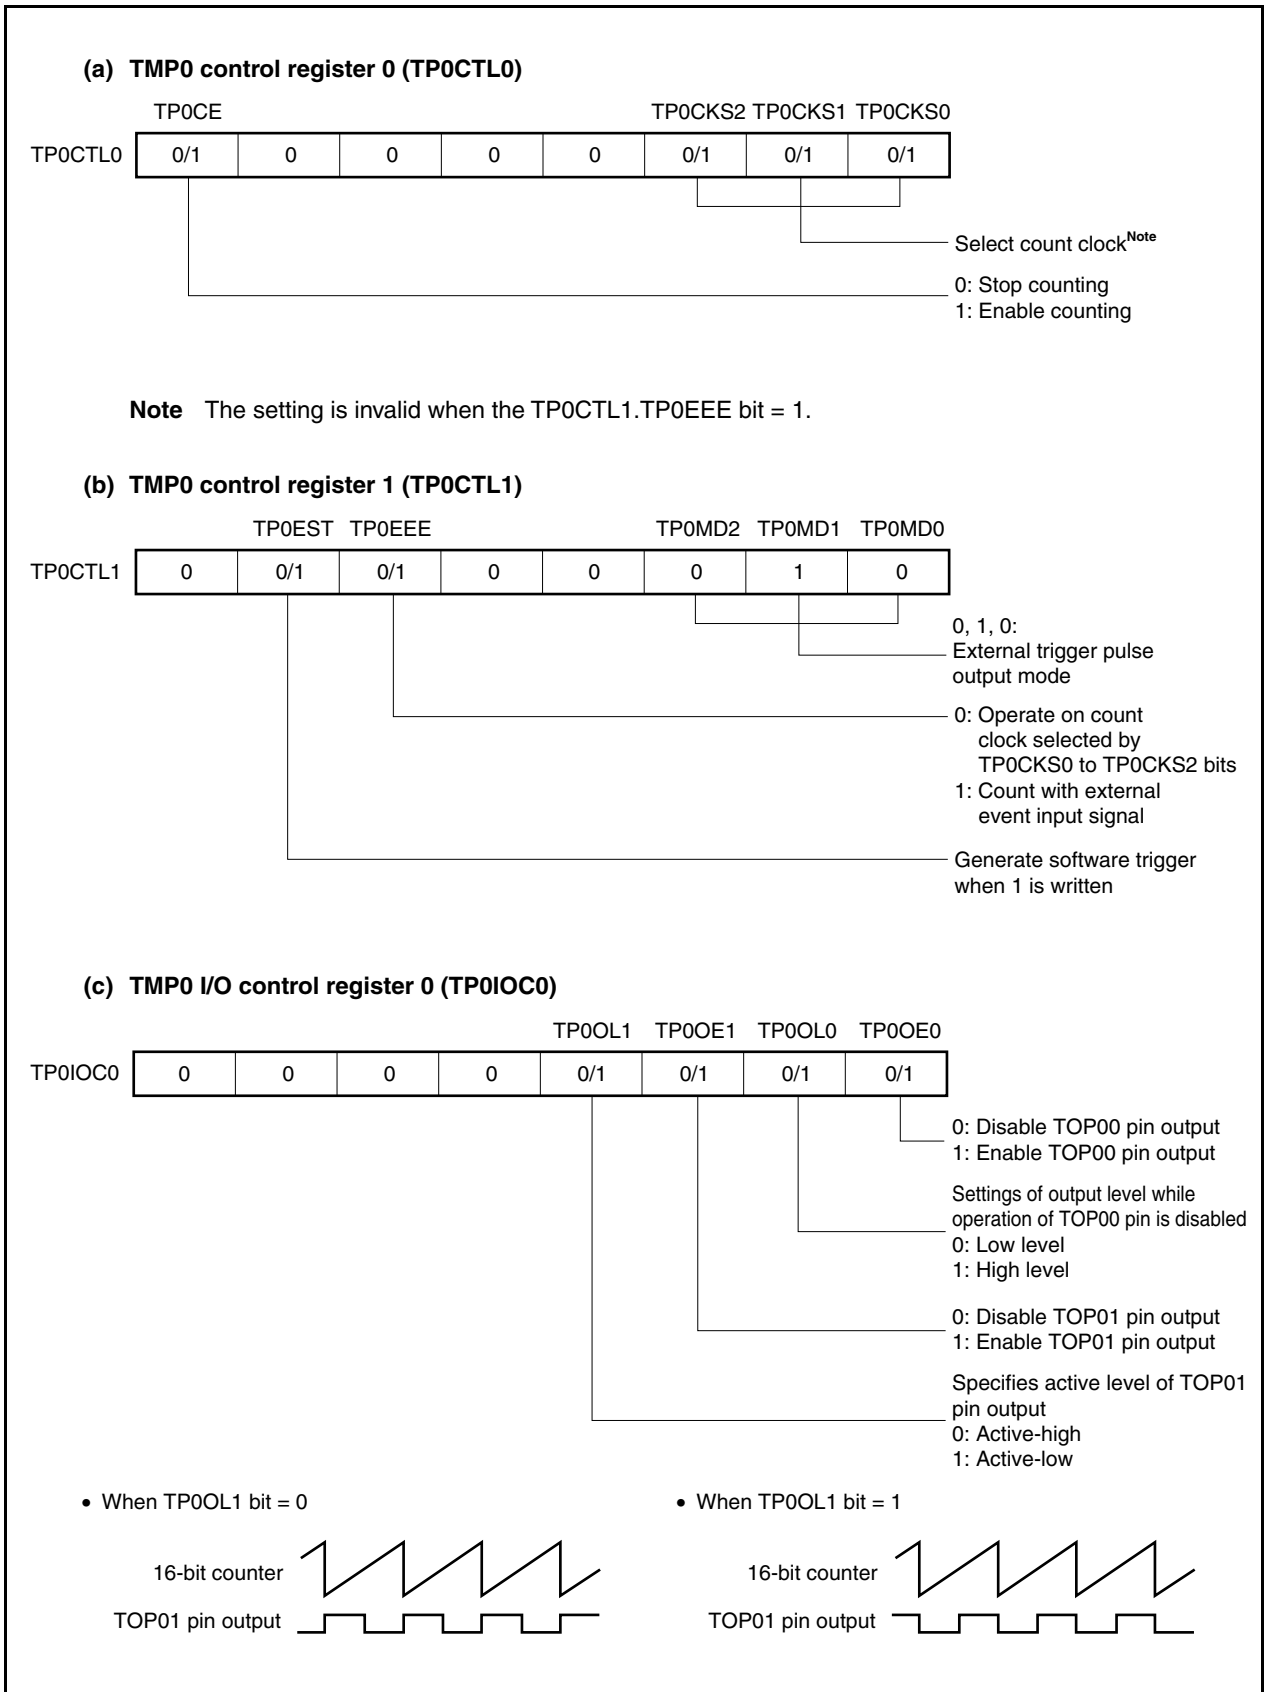 (a) TMP0 control register 0 (TP0CTL0)
TP0CE TP0CKS2 TP0CKS1 TP0CKS0
TP0CTL0 0/1 0 0 0 0 0/1 0/1 0/1
Select count clockNote
0: Stop counting
1: Enable counting
Note The setting is invalid when the TP0CTL1.TP0EEE bit = 1.
(b) TMP0 control register 1 (TP0CTL1)
TP0EST TP0EEE TP0MD2 TP0MD1 TP0MD0
TP0CTL1 0 0/1 0/1 0 0 0 1 0
0, 1, 0:
External trigger pulse
output mode
0: Operate on count
clock selected by
TP0CKS0 to TP0CKS2 bits
1: Count with external
event input signal
Generate software trigger
when 1 is written
(c) TMP0 I/O control register 0 (TP0IOC0)
TP0OL1 TP0OE1 TP0OL0 TP0OE0
TP0IOC0 0 0 0 0 0/1 0/1 0/1 0/1
0: Disable TOP00 pin output
1: Enable TOP00 pin output
Settings of output level while
operation of TOP00 pin is disabled
0: Low level
1: High level
0: Disable TOP01 pin output
1: Enable TOP01 pin output
Specifies active level of TOP01
pin output
0: Active-high
1: Active-low
• When TP0OL1 bit = 0
16-bit counter
TOP01 pin output
• When TP0OL1 bit = 1
16-bit counter
TOP01 pin output